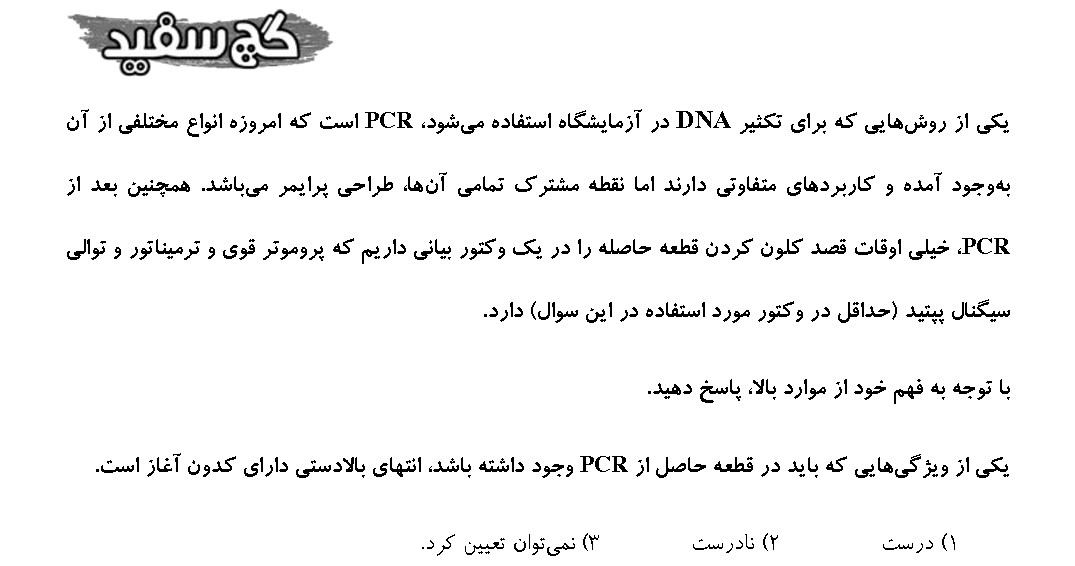 گچ سفید
یکی از روش‌هایی که برای تکثیر DNA در آزمایشگاه استفاده می‌شود، PCR است که امروزه انواع مختلفی از آن
به‌وجود آمده و کاربردهای متفاوتی دارند اما نقطه مشترک تمامی آن‌ها، طراحی پرایمر می‌باشد. همچنین بعد از
PCR، خیلی اوقات قصد کلون کردن قطعه حاصله را در یک وکتور بیانی داریم که پروموتر قوی و ترمیناتور و توالی
سیگنال پپتید (حداقل در وکتور مورد استفاده در این سوال) دارد.
با توجه به فهم خود از موارد بالا، پاسخ دهید.
یکی از ویژگی‌هایی که باید در قطعه حاصل از PCR وجود داشته باشد، انتهای بالادستی دارای کدون آغاز است.
۱) درست ۲) نادرست ۳) نمی‌توان تعیین کرد.